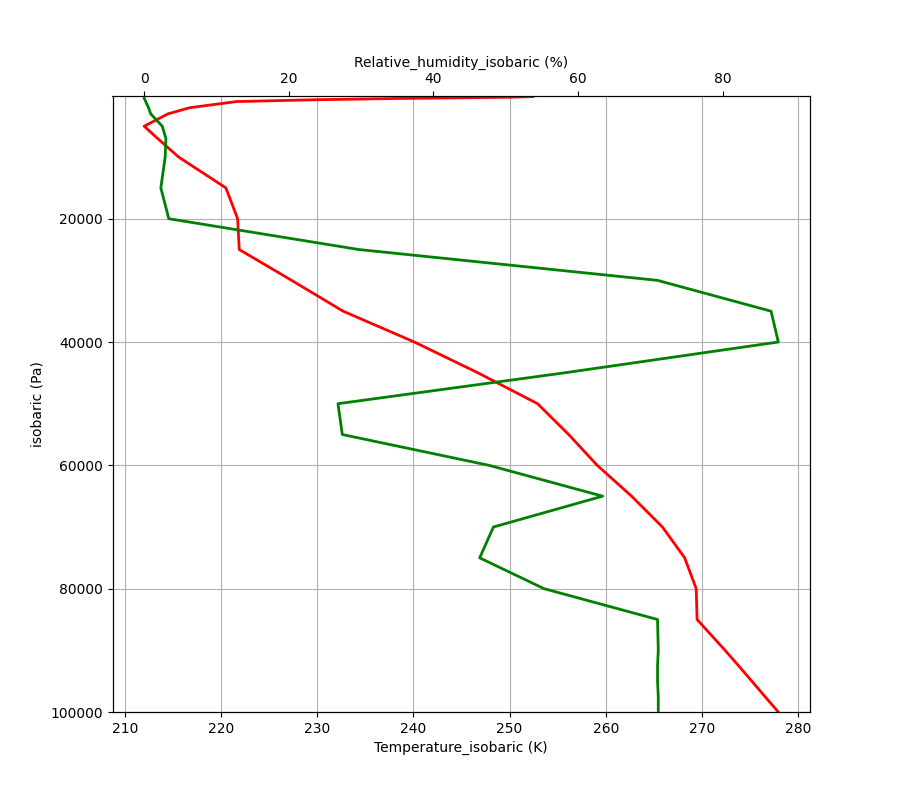 Relative_humidity_isobaric (%)
0 20 40 60 80
20000
40000
isobaric (Pa)
60000
80000
100000
210 220 230 240 250 260 270 280
Temperature_isobaric (K)